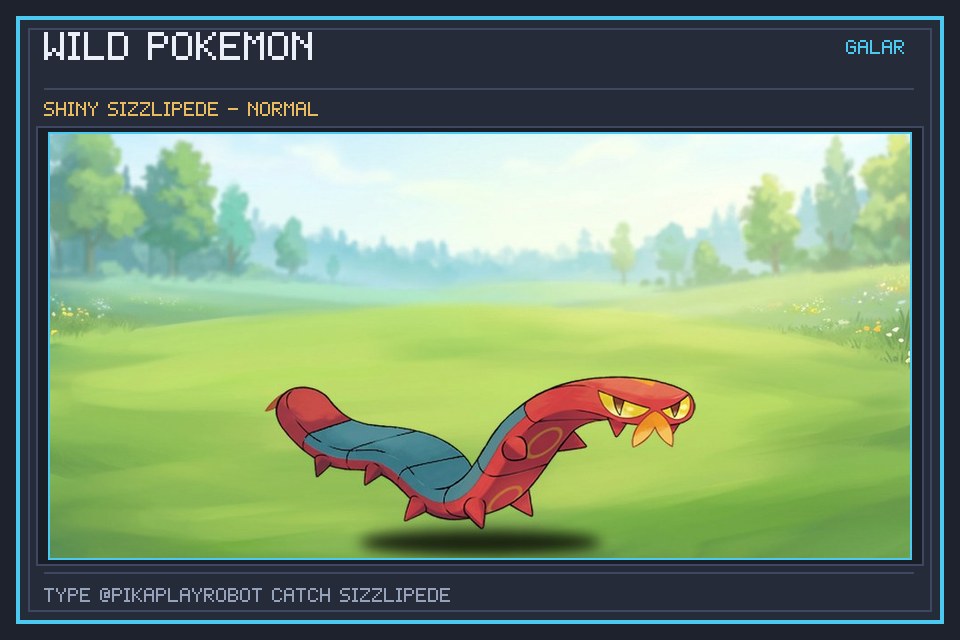 WILD POKEMON
GALAR
SHINY SIZZLIPEDE – NORMAL
TYPE @PIKAPLAYROBOT CATCH SIZZLIPEDE